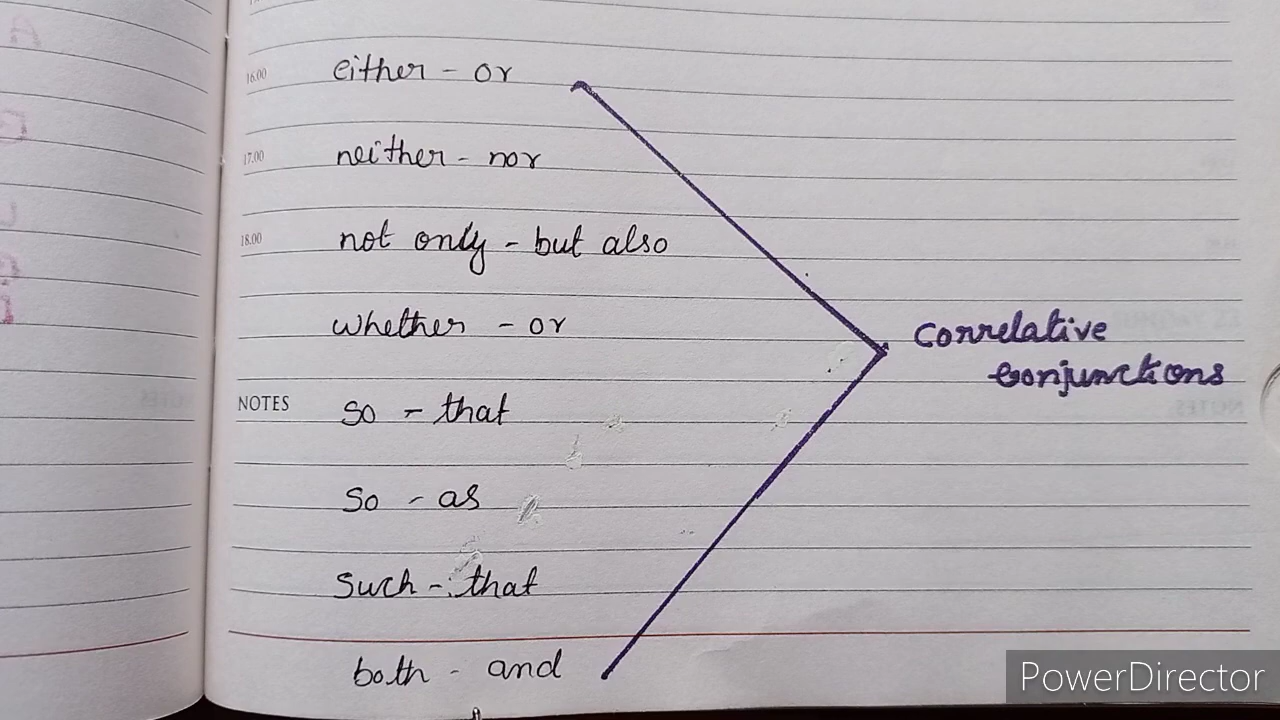 16.00 either - or
17.00 neither - nor
18.00 not only - but also
whether - or
correlative
conjunctions
NOTES so - that
so - as
such - that
both - and
PowerDirector